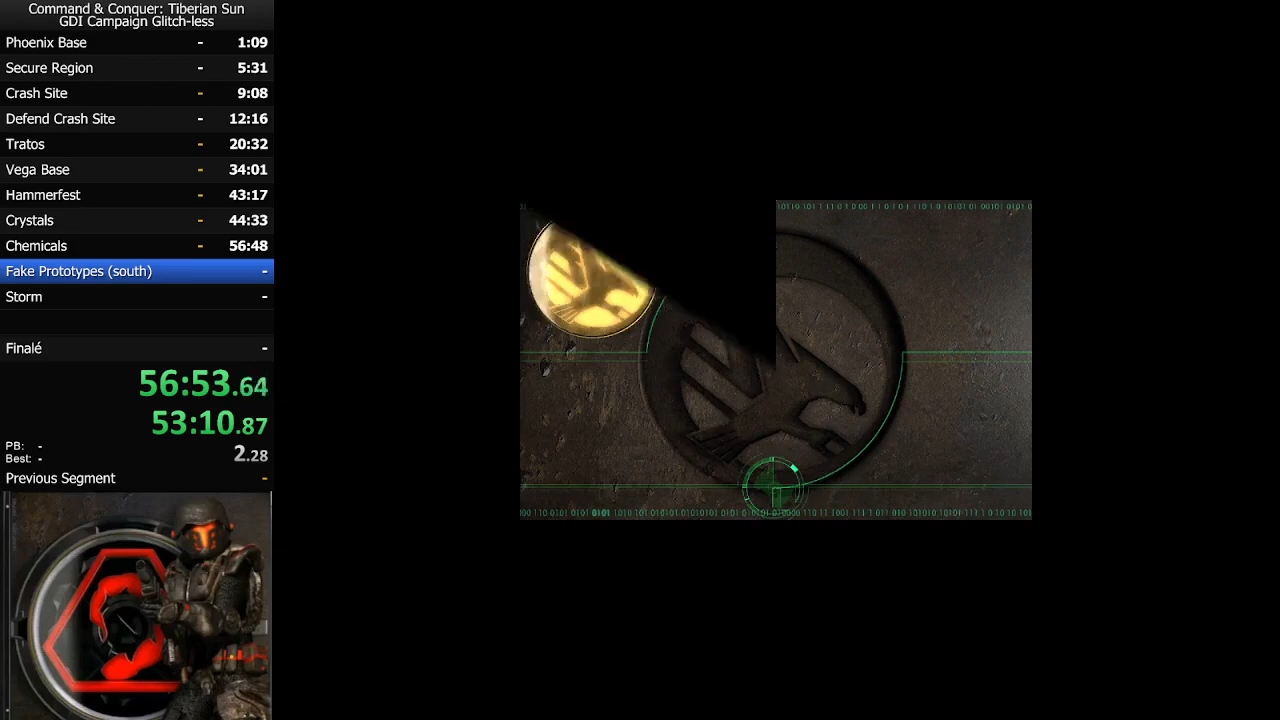 Command & Conquer: Tiberian Sun
GDI Campaign Glitch-less
Phoenix Base - 1:09
Secure Region - 5:31
Crash Site - 9:08
Defend Crash Site - 12:16
Tratos - 20:32
Vega Base - 34:01
Hammerfest - 43:17
Crystals - 44:33
Chemicals - 56:48
Fake Prototypes (south) -
Storm -
Finalé -
56:53.64
53:10.87
PB: -
Best: - 2.28
Previous Segment -